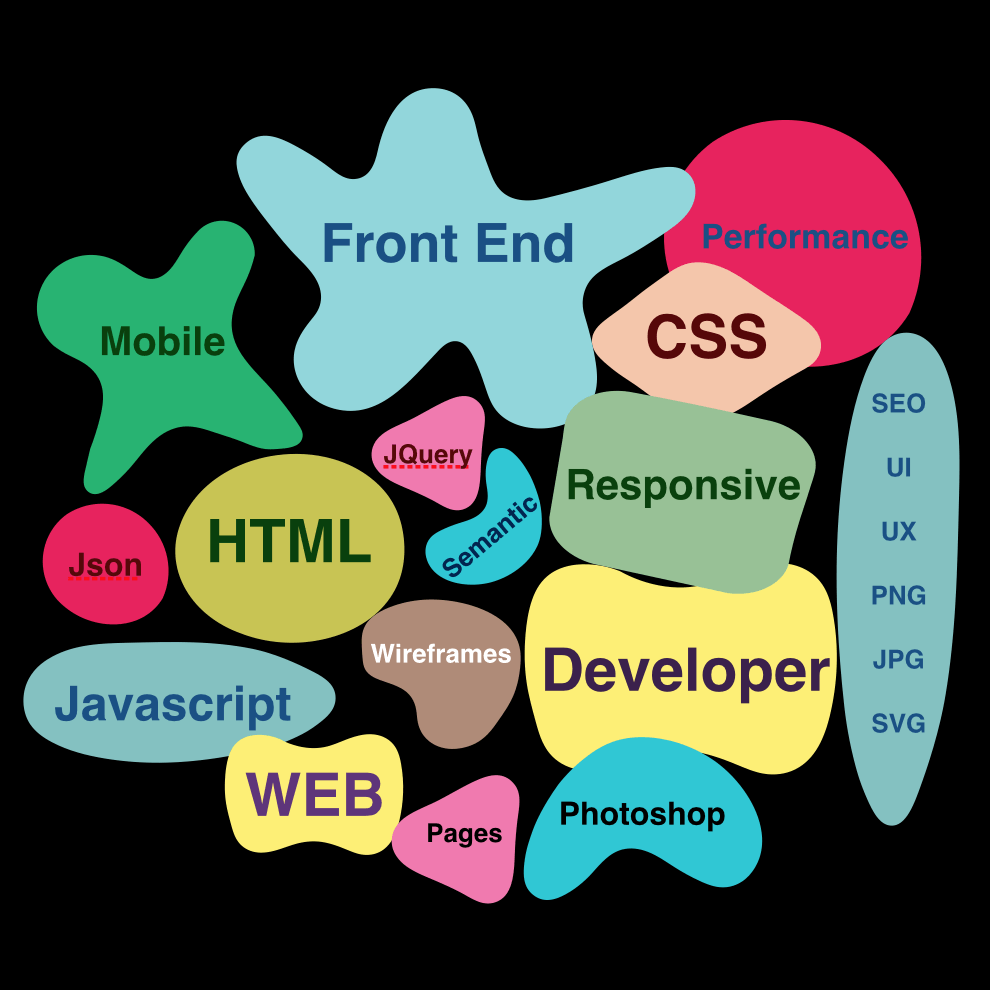 Front End
Performance
Mobile
CSS
SEO
JQuery
UI
Responsive
Semantic
HTML
UX
Json
PNG
Wireframes
JPG
Developer
Javascript
SVG
WEB
Photoshop
Pages